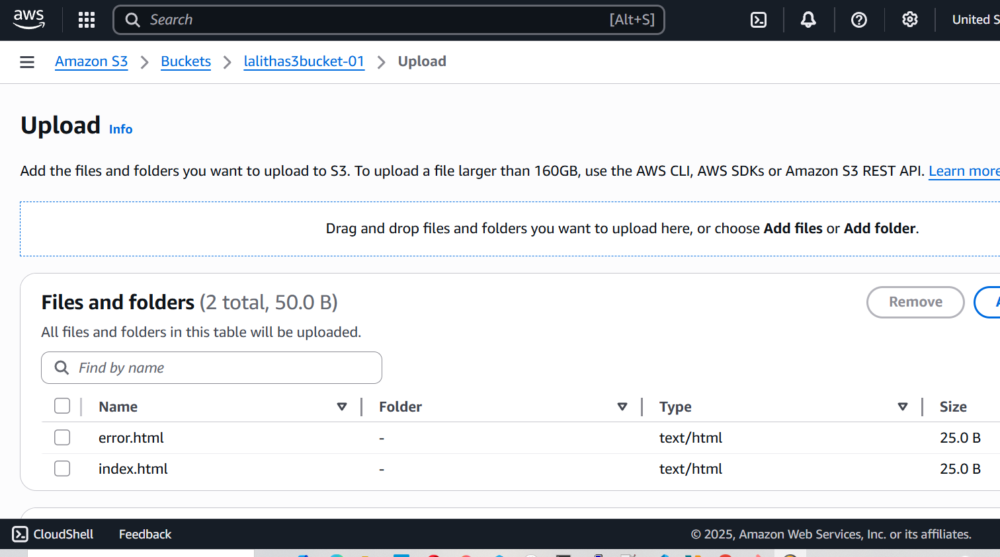 aws
Search [Alt+S]
United S
Amazon S3 > Buckets > lalithas3bucket-01 > Upload
Upload Info
Add the files and folders you want to upload to S3. To upload a file larger than 160GB, use the AWS CLI, AWS SDKs or Amazon S3 REST API. Learn more
Drag and drop files and folders you want to upload here, or choose Add files or Add folder.
Files and folders (2 total, 50.0 B)
Remove
All files and folders in this table will be uploaded.
Find by name
Name Folder Type Size
error.html - text/html 25.0 B
index.html - text/html 25.0 B
CloudShell Feedback © 2025, Amazon Web Services, Inc. or its affiliates.